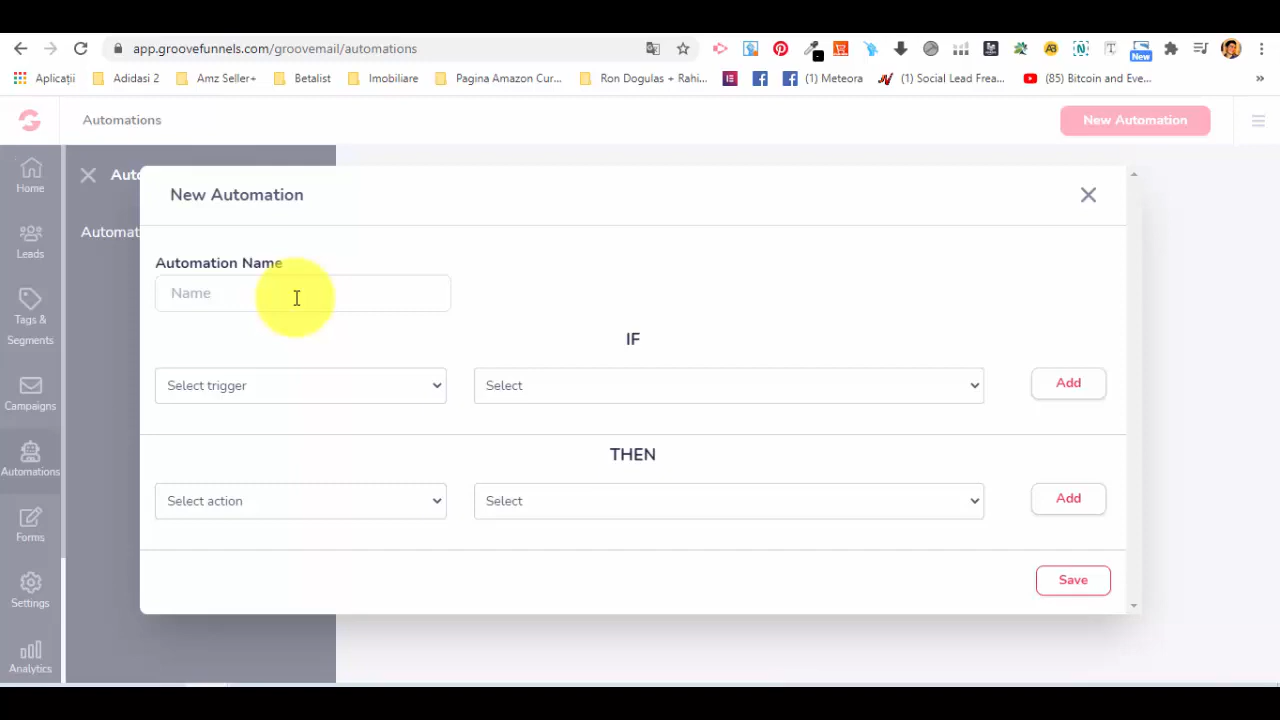 app.groovefunnels.com/groovemail/automations
New
Aplicații
Adidasi 2
Amz Seller+
Betalist
Imobiliare
Pagina Amazon Cur...
Ron Dogulas + Rahi...
(1) Meteora
(1) Social Lead Frea...
(85) Bitcoin and Eve...
»
Automations
New Automation
Home
Leads
Tags &
Segments
Campaigns
Automations
Forms
Settings
Analytics
New Automation
Automation Name
Name
IF
Select trigger
Select
Add
THEN
Select action
Select
Add
Save